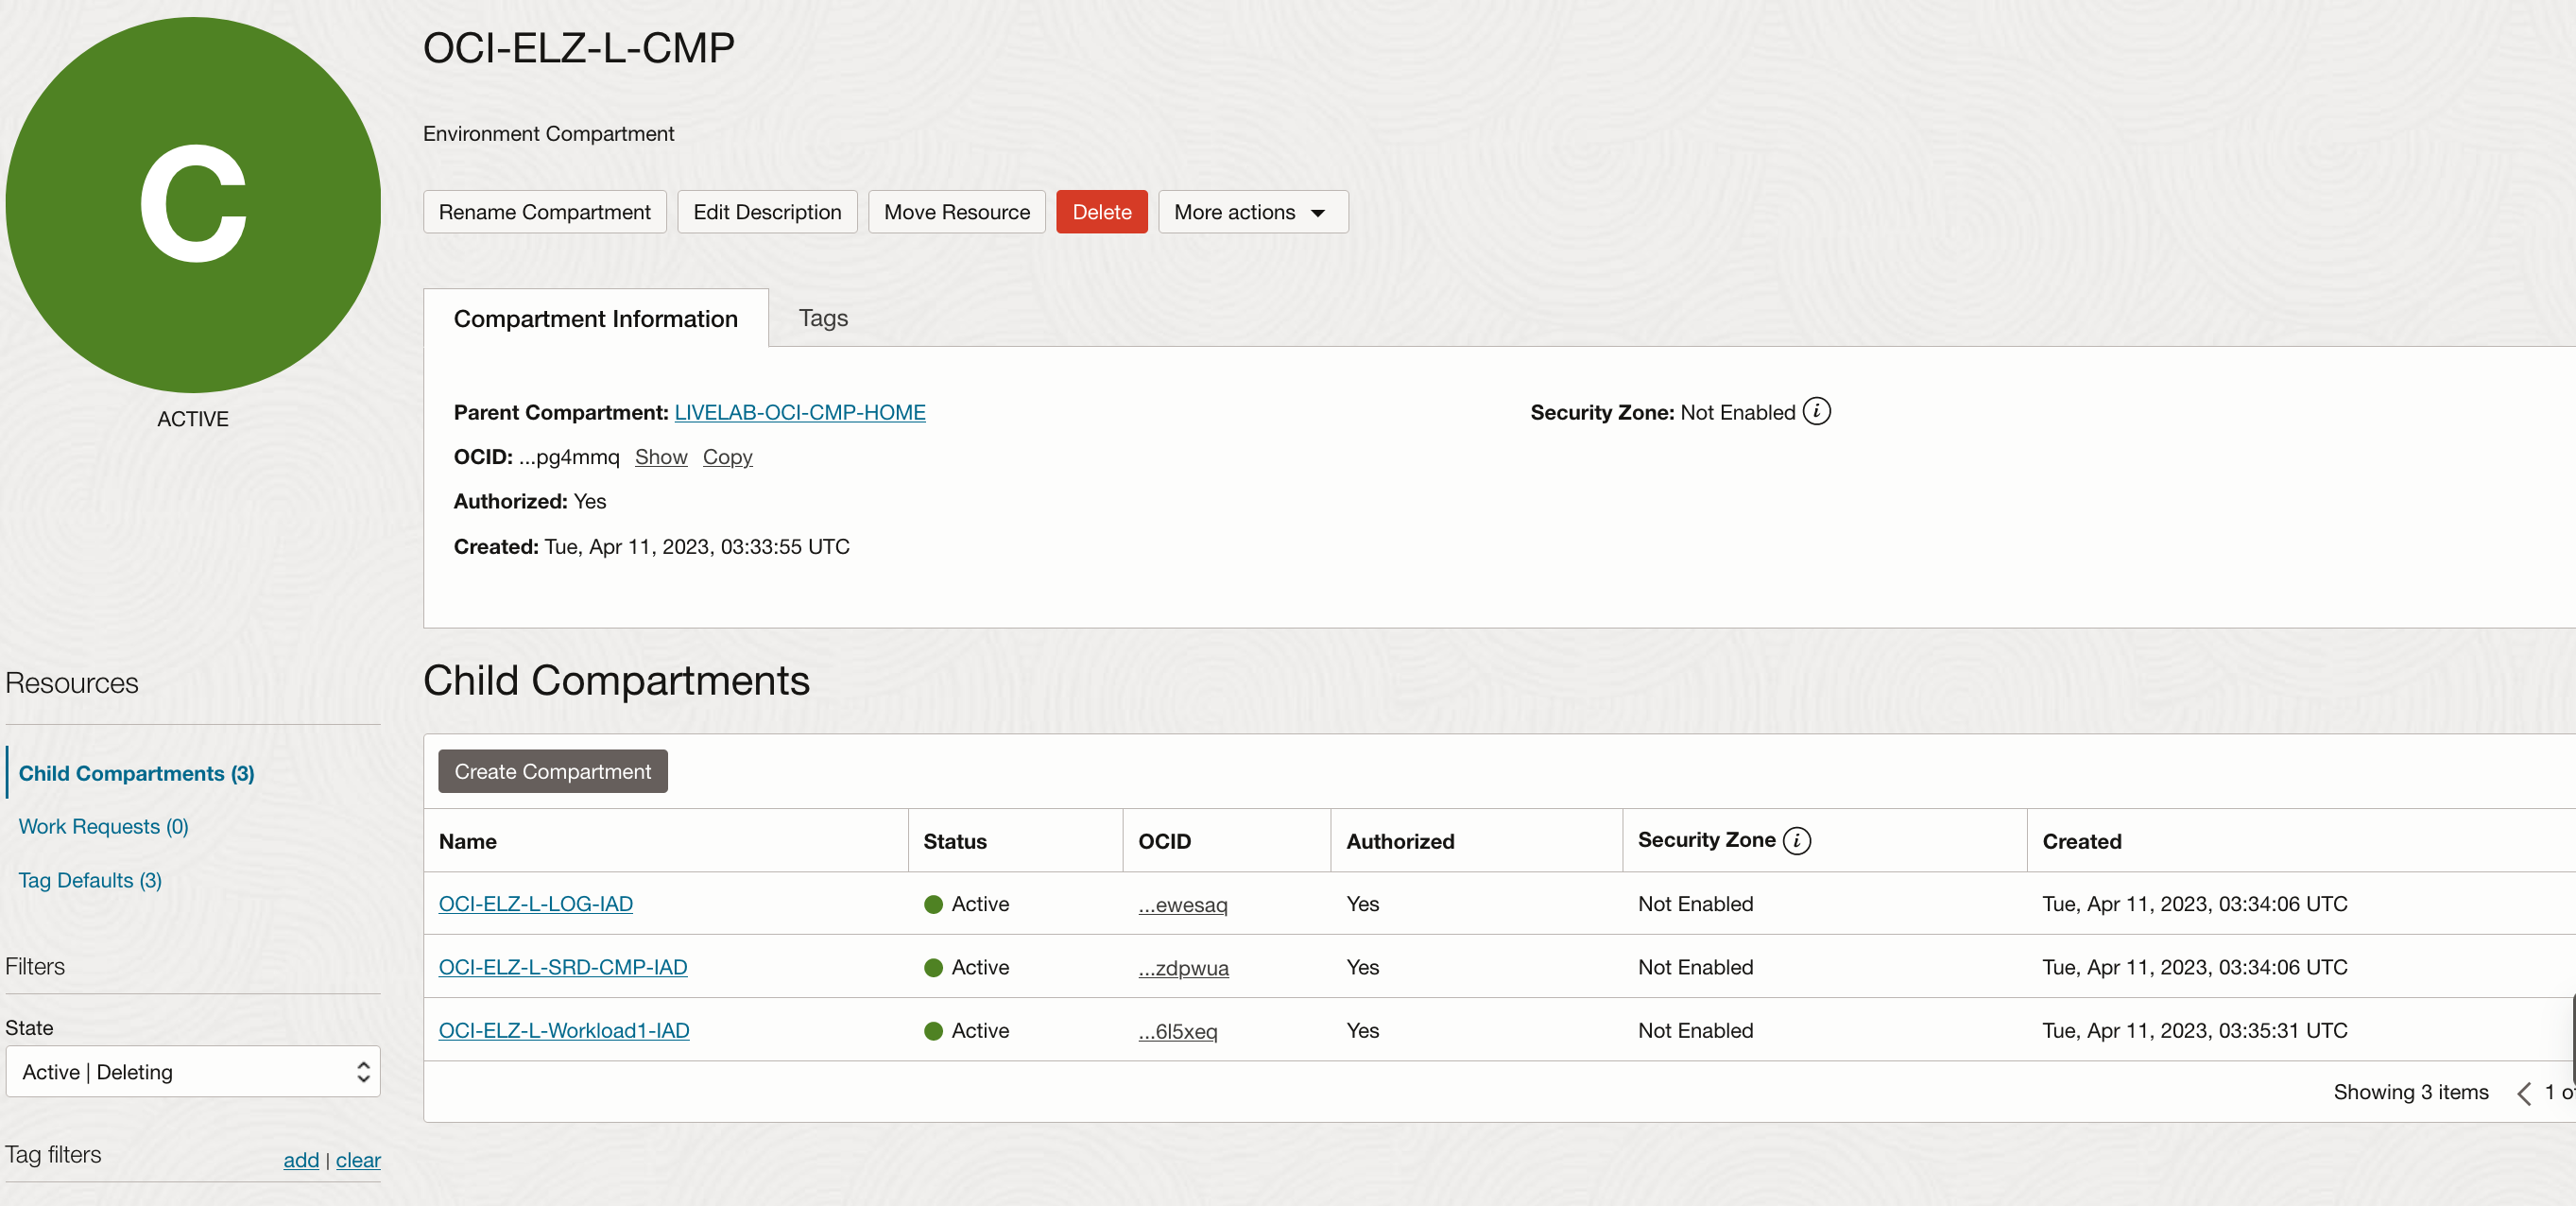 C
ACTIVE
OCI-ELZ-L-CMP
Environment Compartment
Rename Compartment Edit Description Move Resource Delete More actions
Compartment Information Tags
Parent Compartment: LIVELAB-OCI-CMP-HOME
OCID: ...pg4mmq Show Copy
Authorized: Yes
Created: Tue, Apr 11, 2023, 03:33:55 UTC
Security Zone: Not Enabled i
Resources
Child Compartments (3)
Work Requests (0)
Tag Defaults (3)
Filters
State
Active | Deleting
Tag filters add | clear
Child Compartments
Create Compartment
Name Status OCID Authorized Security Zone i Created
OCI-ELZ-L-LOG-IAD Active ...ewesaq Yes Not Enabled Tue, Apr 11, 2023, 03:34:06 UTC
OCI-ELZ-L-SRD-CMP-IAD Active ...zdpwua Yes Not Enabled Tue, Apr 11, 2023, 03:34:06 UTC
OCI-ELZ-L-Workload1-IAD Active ...6l5xeq Yes Not Enabled Tue, Apr 11, 2023, 03:35:31 UTC
Showing 3 items 1